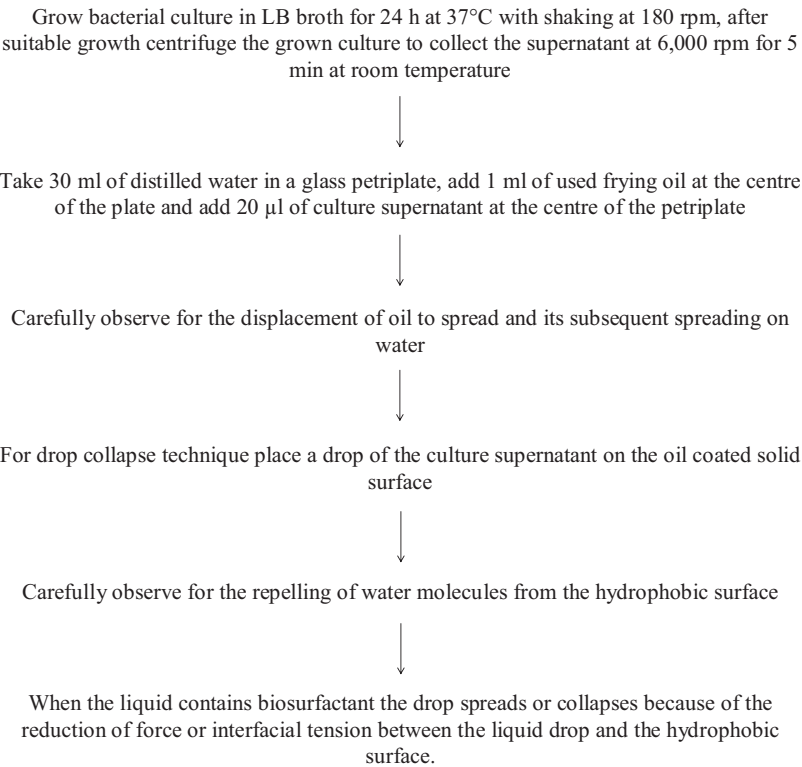 Grow bacterial culture in LB broth for 24 h at 37°C with shaking at 180 rpm, after
suitable growth centrifuge the grown culture to collect the supernatant at 6,000 rpm for 5
min at room temperature
Take 30 ml of distilled water in a glass petriplate, add 1 ml of used frying oil at the centre
of the plate and add 20 µl of culture supernatant at the centre of the petriplate
Carefully observe for the displacement of oil to spread and its subsequent spreading on
water
For drop collapse technique place a drop of the culture supernatant on the oil coated solid
surface
Carefully observe for the repelling of water molecules from the hydrophobic surface
When the liquid contains biosurfactant the drop spreads or collapses because of the
reduction of force or interfacial tension between the liquid drop and the hydrophobic
surface.